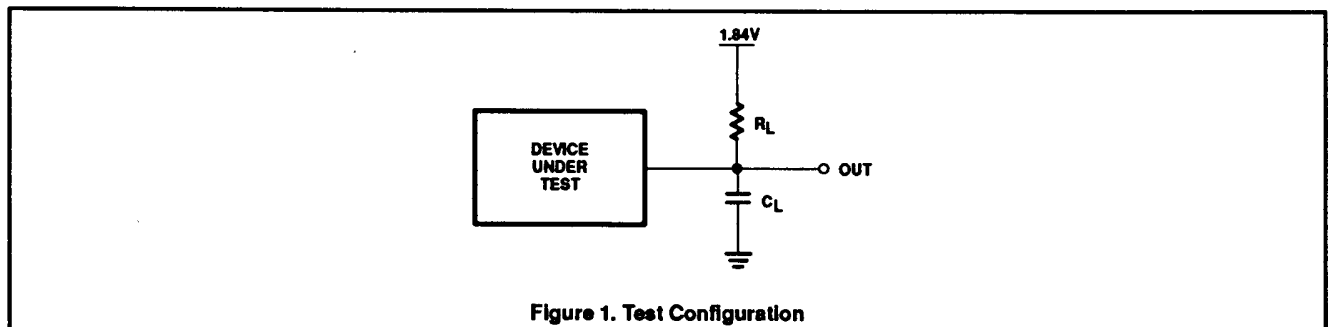 1.84V
RL
DEVICE
UNDER
TEST
OUT
CL
Figure 1. Test Configuration